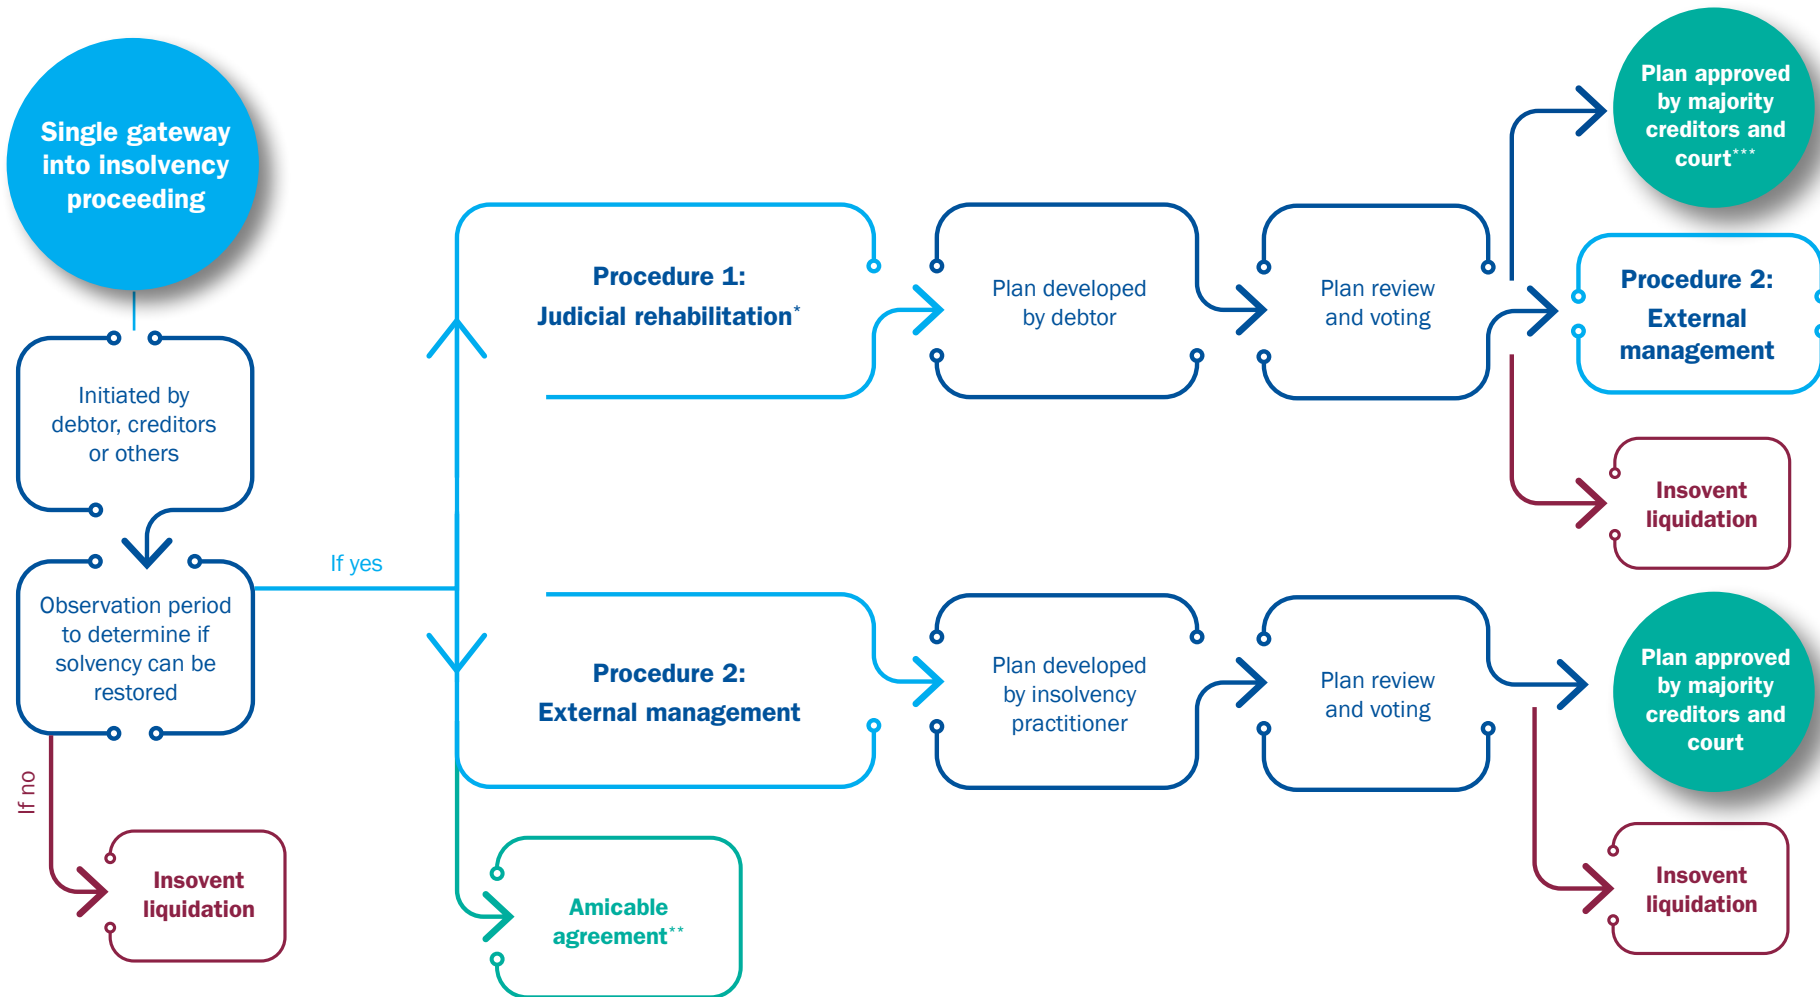 Single gateway
into insolvency
proceeding
Initiated by
debtor, creditors
or others
Observation period
to determine if
solvency can be
restored
If no
Insovent
liquidation
If yes
Procedure 1:
Judicial rehabilitation*
Plan developed
by debtor
Plan review
and voting
Plan approved
by majority
creditors and
court***
Procedure 2:
External
management
Insovent
liquidation
Procedure 2:
External management
Plan developed
by insolvency
practitioner
Plan review
and voting
Plan approved
by majority
creditors and
court
Insovent
liquidation
Amicable
agreement**